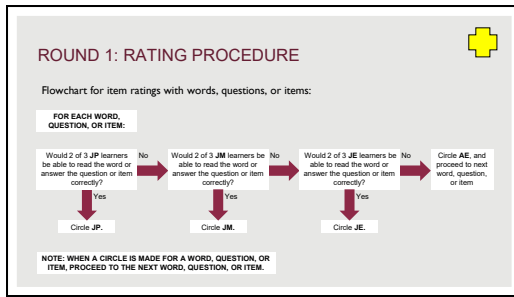 ROUND 1: RATING PROCEDURE
Flowchart for item ratings with words, questions, or items:
FOR EACH WORD,
QUESTION, OR ITEM:
Would 2 of 3 JP learners
be able to read the word or
answer the question or item
correctly?
No
Would 2 of 3 JM learners be
able to read the word or
answer the question or item
correctly?
No
Would 2 of 3 JE learners be
able to read the word or
answer the question or item
correctly?
No
Circle AE, and
proceed to next
word, question,
or item
Yes
Yes
Yes
Circle JP.
Circle JM.
Circle JE.
NOTE: WHEN A CIRCLE IS MADE FOR A WORD, QUESTION, OR
ITEM, PROCEED TO THE NEXT WORD, QUESTION, OR ITEM.